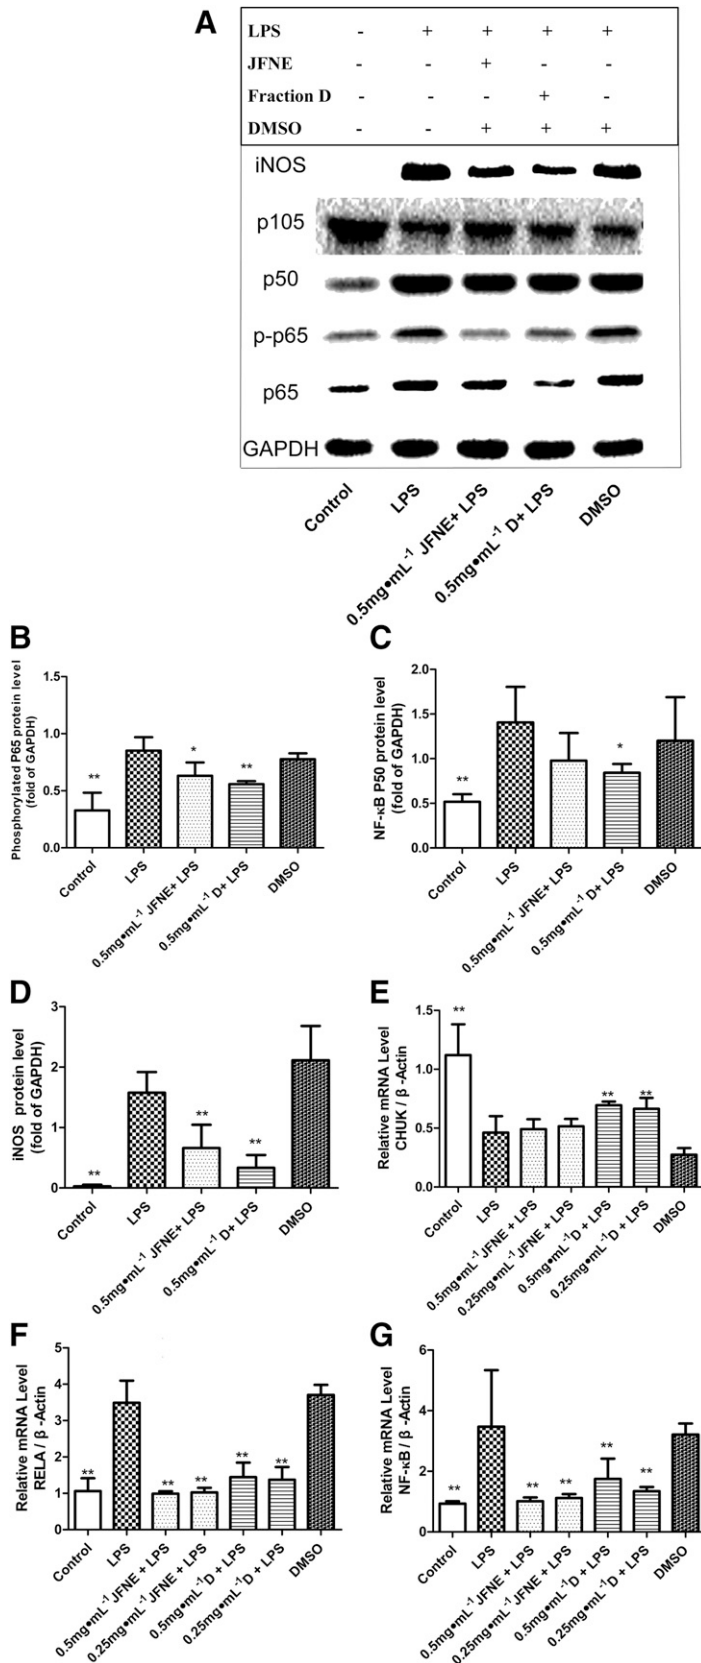 A
LPS - + + + +
JFNE - - + - -
Fraction D - - - + -
DMSO - - + + +
iNOS
p105
p50
p-p65
p65
GAPDH
Control LPS 0.5mg•mL⁻¹ JFNE+ LPS 0.5mg•mL⁻¹ D+ LPS DMSO
B
Phosphorylated P65 protein level
(fold of GAPDH)
1.5
1.0
0.5
0.0
** * **
Control LPS 0.5mg•mL⁻¹ JFNE+ LPS 0.5mg•mL⁻¹ D+ LPS DMSO
C
NF-κB P50 protein level
(fold of GAPDH)
2.0
1.5
1.0
0.5
0.0
** *
Control LPS 0.5mg•mL⁻¹ JFNE+ LPS 0.5mg•mL⁻¹ D+ LPS DMSO
D
iNOS protein level
(fold of GAPDH)
3
2
1
0
** ** **
Control LPS 0.5mg•mL⁻¹ JFNE+ LPS 0.5mg•mL⁻¹ D+ LPS DMSO
E
Relative mRNA Level
CHUK / β -Actin
1.5
1.0
0.5
0.0
** ** **
Control LPS 0.5mg•mL⁻¹ JFNE + LPS 0.25mg•mL⁻¹ JFNE + LPS 0.5mg•mL⁻¹ D + LPS 0.25mg•mL⁻¹ D + LPS DMSO
F
Relative mRNA Level
RELA / β -Actin
5
4
3
2
1
0
** ** ** ** **
Control LPS 0.5mg•mL⁻¹ JFNE + LPS 0.25mg•mL⁻¹ JFNE + LPS 0.5mg•mL⁻¹ D + LPS 0.25mg•mL⁻¹ D + LPS DMSO
G
Relative mRNA Level
NF-κB / β -Actin
6
4
2
0
** ** ** ** **
Control LPS 0.5mg•mL⁻¹ JFNE + LPS 0.25mg•mL⁻¹ JFNE + LPS 0.5mg•mL⁻¹ D + LPS 0.25mg•mL⁻¹ D + LPS DMSO